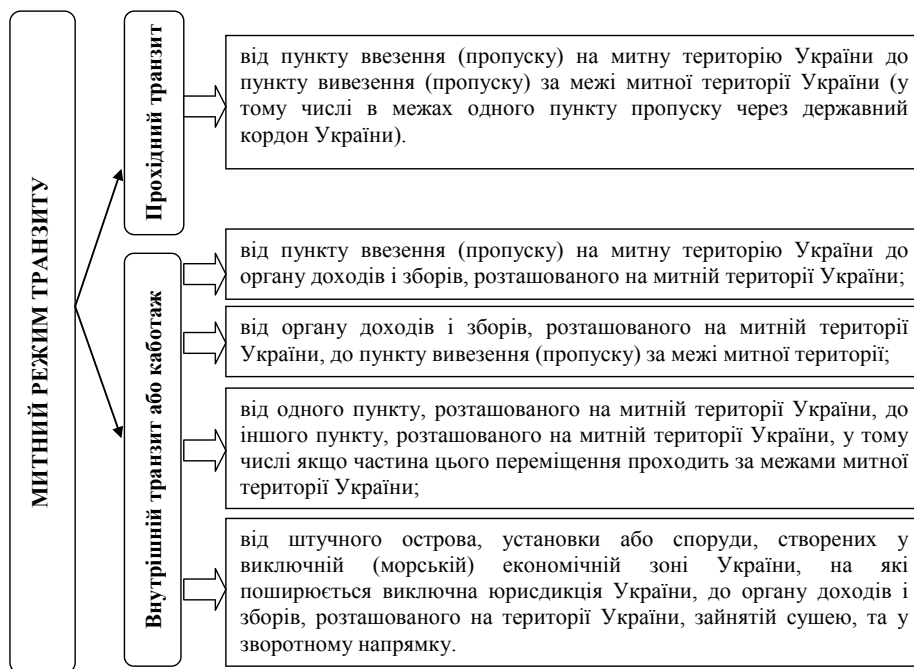 МИТНИЙ РЕЖИМ ТРАНЗИТУ
Прохідний транзит
від пункту ввезення (пропуску) на митну територію України до
пункту вивезення (пропуску) за межі митної території України (у
тому числі в межах одного пункту пропуску через державний
кордон України).
Внутрішній транзит або каботаж
від пункту ввезення (пропуску) на митну територію України до
органу доходів і зборів, розташованого на митній території України;
від органу доходів і зборів, розташованого на митній території
України, до пункту вивезення (пропуску) за межі митної території;
від одного пункту, розташованого на митній території України, до
іншого пункту, розташованого на митній території України, у тому
числі якщо частина цього переміщення проходить за межами митної
території України;
від штучного острова, установки або споруди, створених у
виключній (морській) економічній зоні України, на які
поширюється виключна юрисдикція України, до органу доходів і
зборів, розташованого на території України, зайнятій сушею, та у
зворотному напрямку.